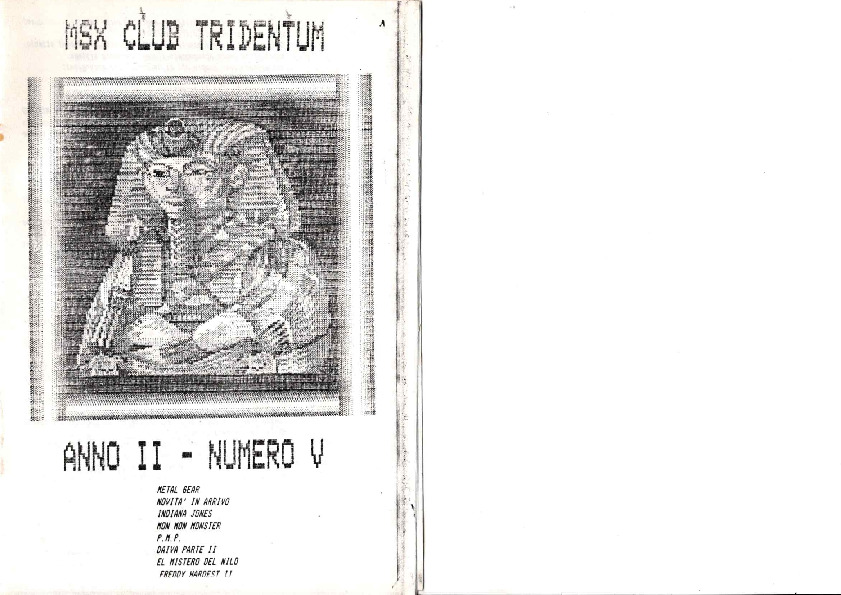 MSX CLUB TRIDENTUM
A
ANNO II - NUMERO V
METAL GEAR
NOVITA' IN ARRIVO
INDIANA JONES
MON MON MONSTER
P.M.P.
DAIVA PARTE II
EL MISTERO DEL NILO
FREDDY HARDEST II